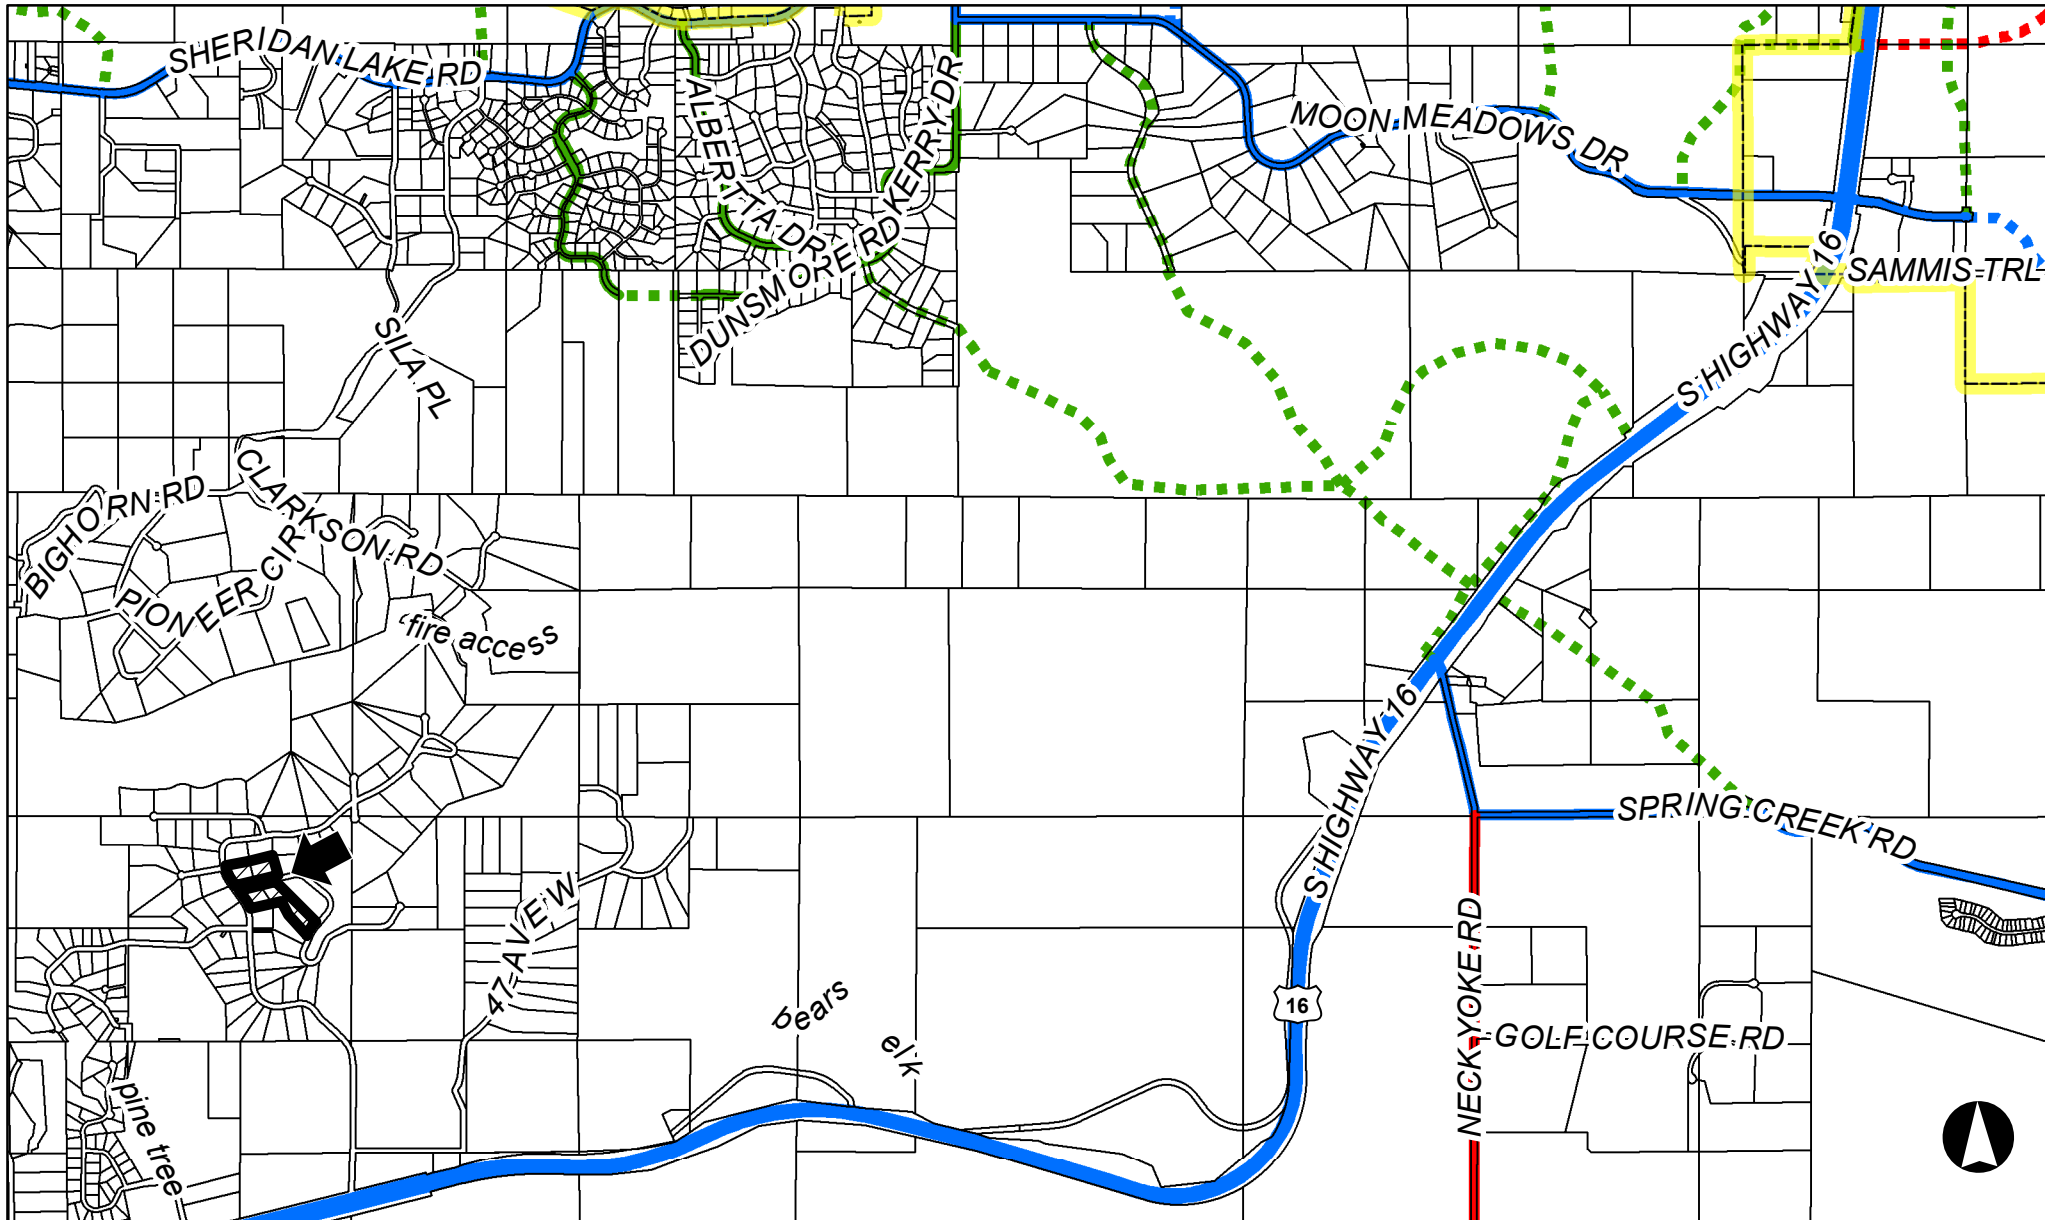 SHERIDAN LAKE RD
ALBERTTA DR
KERRY DR
DUNSMORE RD
MOON MEADOWS DR
SAMMIS TRL
S HIGHWAY 16
SILA PL
CLARKSON RD
BIGHORN RD
PIONEER CIR
fire access
S HIGHWAY 16
SPRING CREEK RD
47 AVE W
NECK YOKE RD
16
GOLF COURSE RD
bears
elk
pine tree